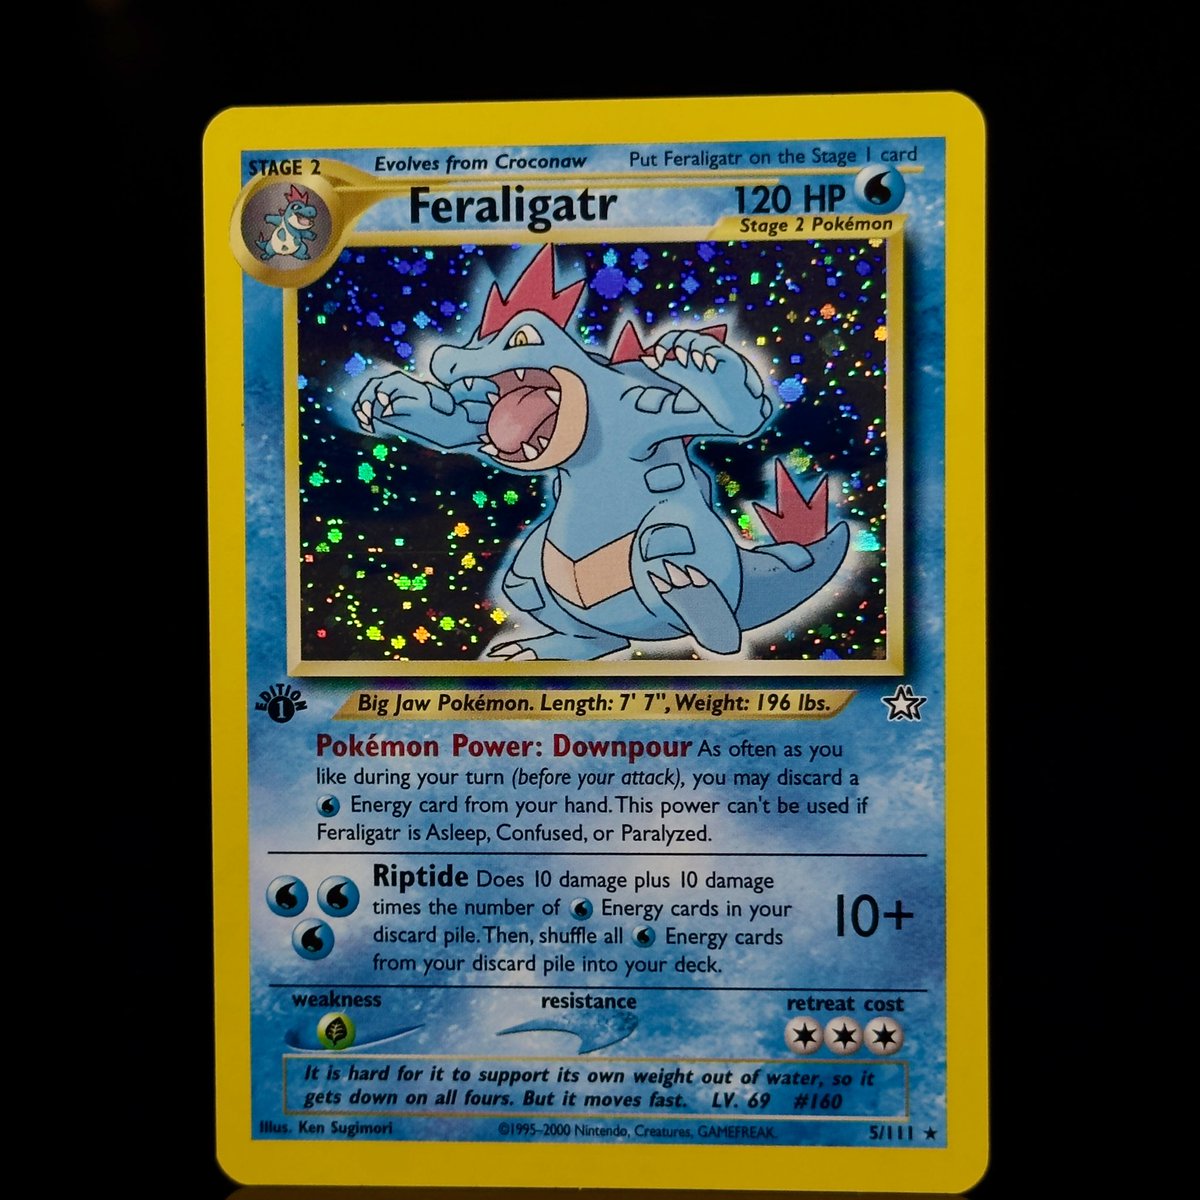 STAGE 2 Evolves from Croconaw Put Feraligatr on the Stage 1 card
Feraligatr 120 HP
Stage 2 Pokémon
EDITION 1
Big Jaw Pokémon. Length: 7' 7", Weight: 196 lbs.
Pokémon Power: Downpour As often as you
like during your turn (before your attack), you may discard a
Energy card from your hand. This power can't be used if
Feraligatr is Asleep, Confused, or Paralyzed.
Riptide Does 10 damage plus 10 damage
times the number of Energy cards in your
discard pile. Then, shuffle all Energy cards
from your discard pile into your deck.
10+
weakness resistance retreat cost
It is hard for it to support its own weight out of water, so it
gets down on all fours. But it moves fast. LV. 69 #160
Illus. Ken Sugimori ©1995-2000 Nintendo, Creatures, GAMEFREAK. 5/111 ★